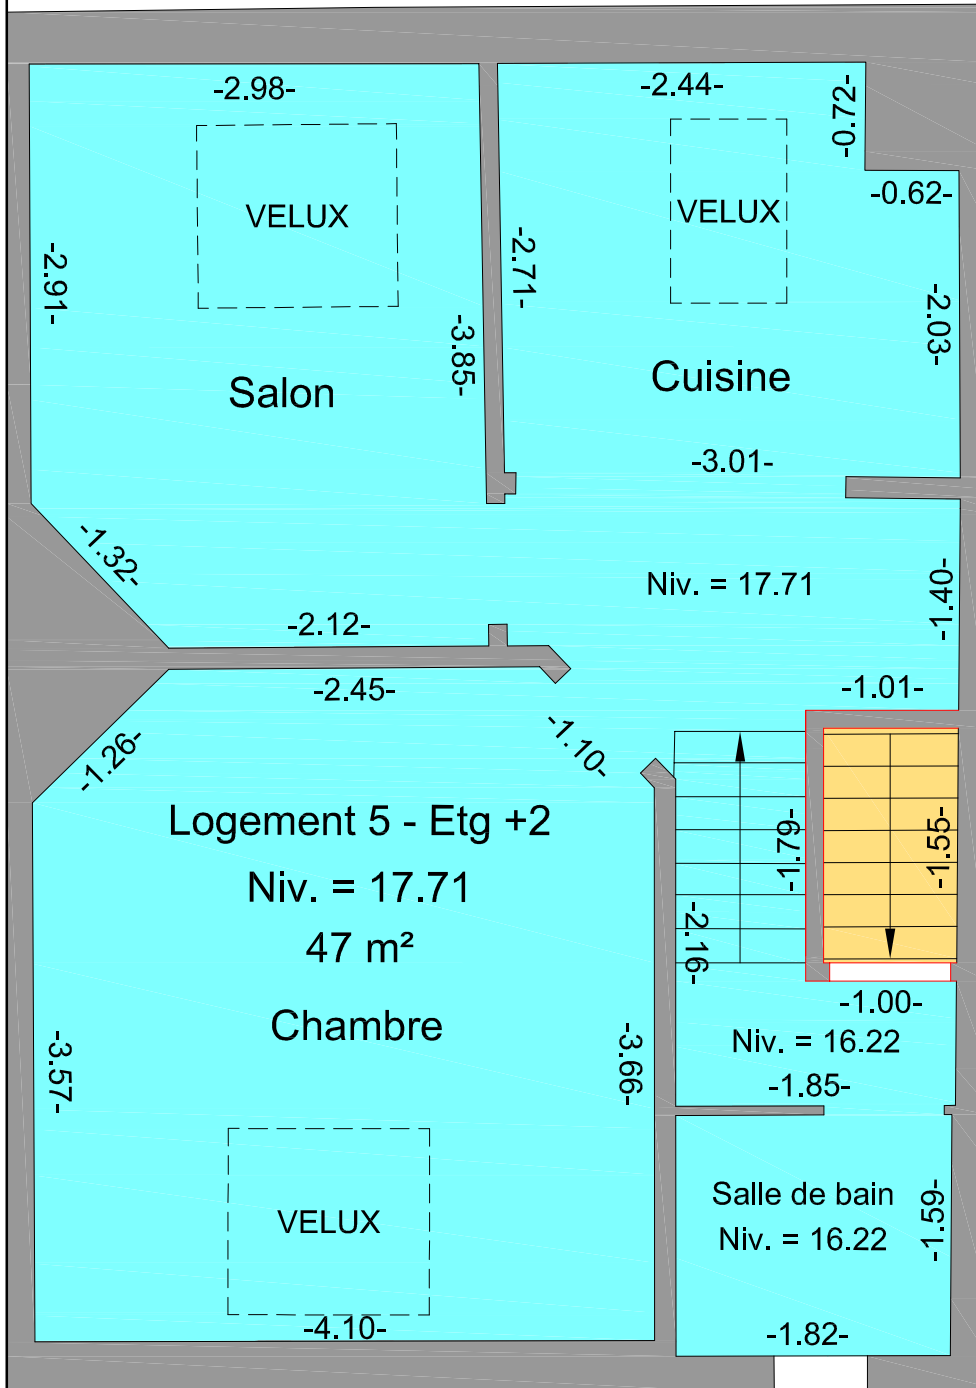 -2.98-
-2.44-
-0.72-
-0.62-
VELUX
VELUX
-2.91-
-2.71-
-2.03-
-3.85-
Salon
Cuisine
-3.01-
-1.32-
Niv. = 17.71
-1.40-
-2.12-
-2.45-
-1.01-
-1.26-
-1.10-
Logement 5 - Etg +2
-1.79-
-1.55-
Niv. = 17.71
47 m²
-2.16-
-1.00-
Chambre
Niv. = 16.22
-3.57-
-3.66-
-1.85-
Salle de bain
Niv. = 16.22
-1.59-
VELUX
-4.10-
-1.82-